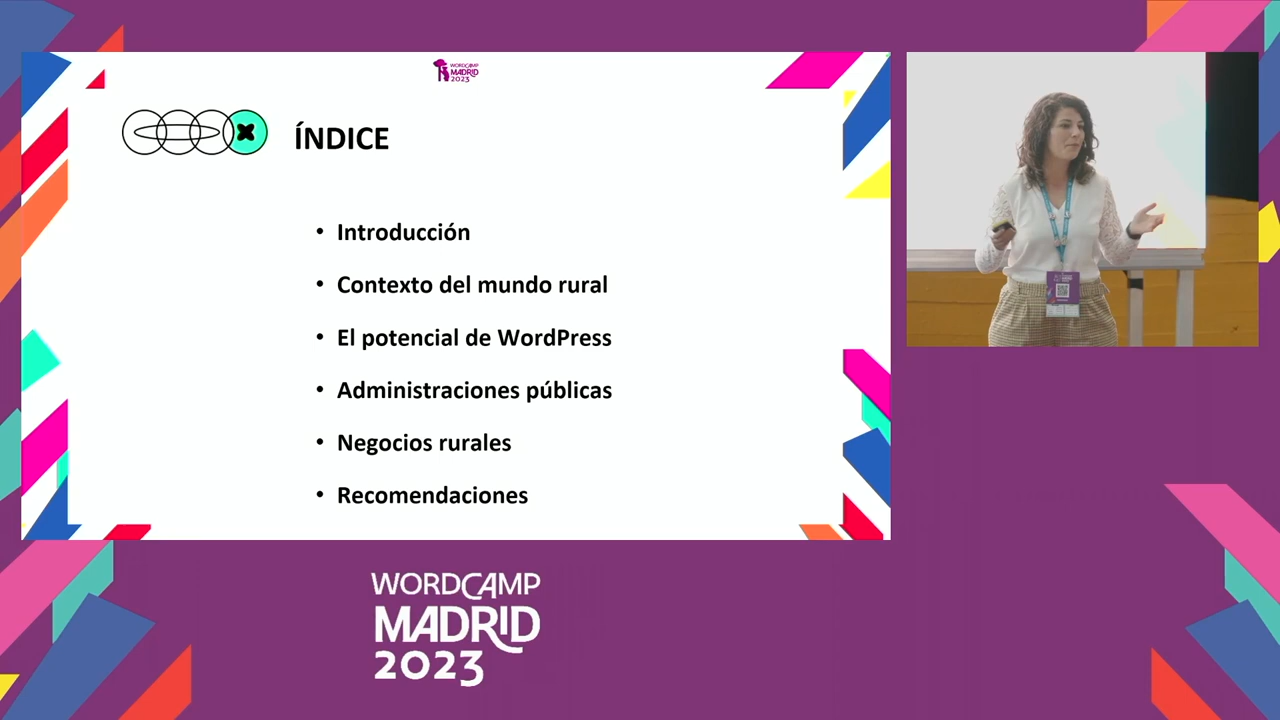 WORDCAMP
MADRID
2023
ÍNDICE
• Introducción
• Contexto del mundo rural
• El potencial de WordPress
• Administraciones públicas
• Negocios rurales
• Recomendaciones
WORDCAMP
MADRID
2023